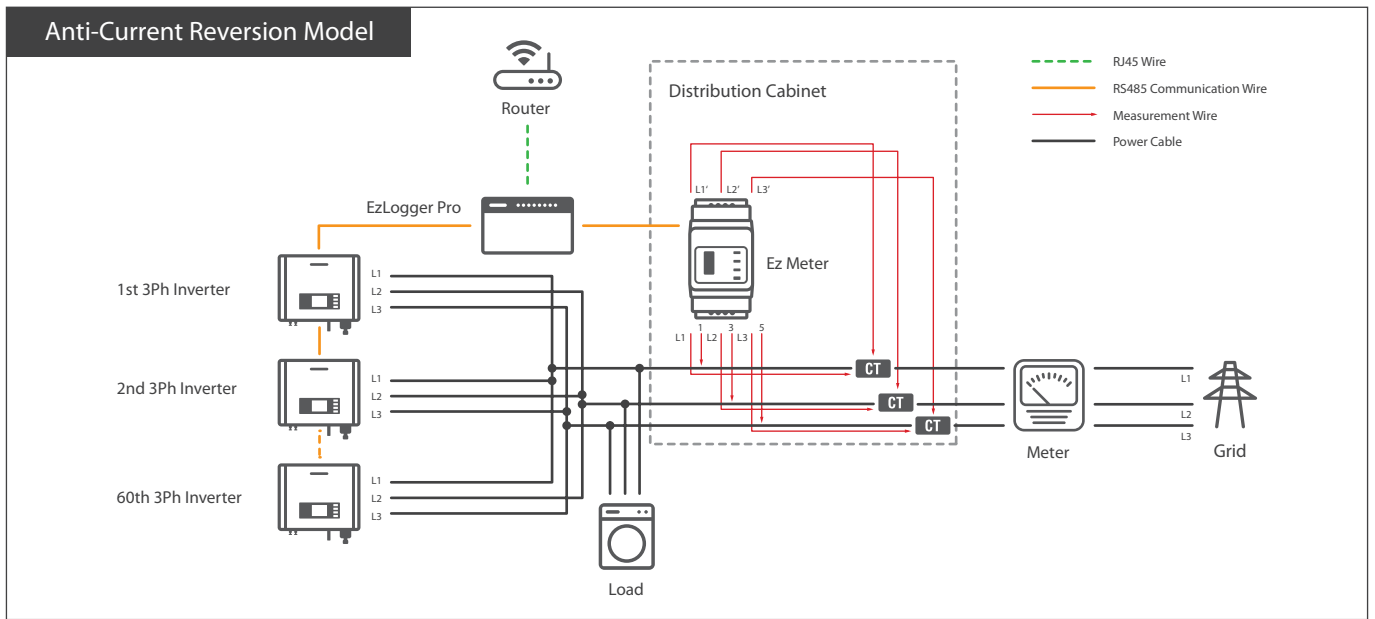 Anti-Current Reversion Model
Router
Distribution Cabinet
RJ45 Wire
RS485 Communication Wire
Measurement Wire
Power Cable
L1' L2' L3'
EzLogger Pro
Ez Meter
1st 3Ph Inverter
L1
L2
L3
L1 1 L2 3 L3 5
2nd 3Ph Inverter
L1
L2
L3
CT
CT
CT
Meter
L1
L2
L3
Grid
60th 3Ph Inverter
L1
L2
L3
Load